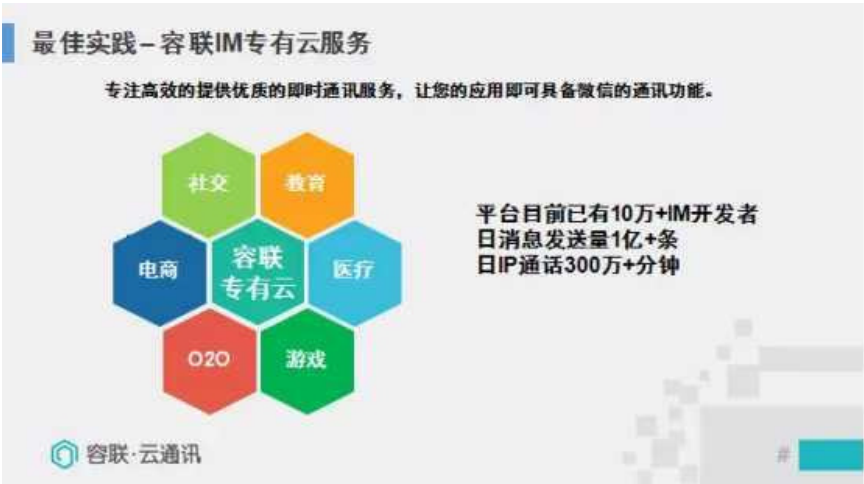 最佳实践–容联IM专有云服务
专注高效的提供优质的即时通讯服务，让您的应用即可具备微信的通讯功能。
社交
教育
电商
容联
专有云
医疗
O2O
游戏
平台目前已有10万+IM开发者
日消息发送量1亿+条
日IP通话300万+分钟
容联·云通讯
#